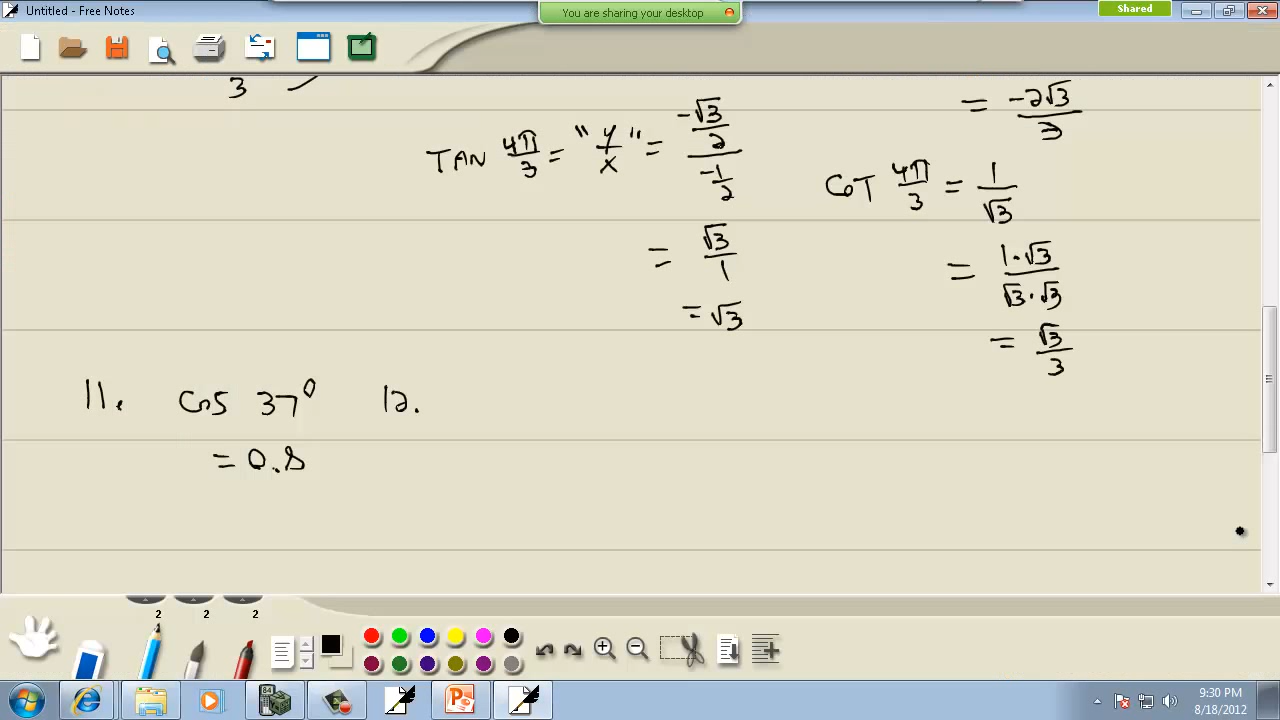 Untitled - Free Notes
You are sharing your desktop
Shared
3
TAN 4π/3 = "y/x" = (-√3/2)/(-1/2)
= √3/1
= √3
= -2√3/3
COT 4π/3 = 1/√3
= 1·√3/√3·√3
= √3/3
11. cos 37° 12.
= 0.8
2 2 2
9:30 PM
8/18/2012